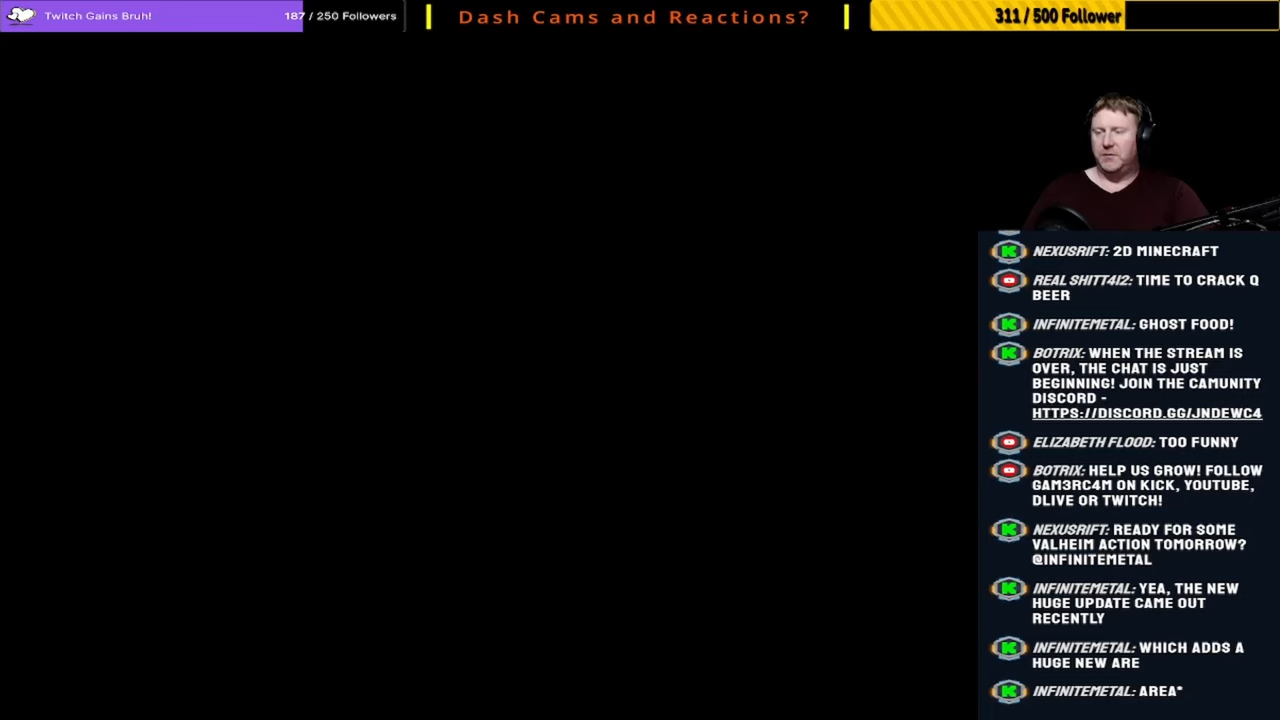 Twitch Gains Bruh!
187 / 250 Followers
Dash Cams and Reactions?
311 / 500 Follower
NEXUSRIFT: 2D MINECRAFT
REAL SHITT412: TIME TO CRACK Q
BEER
INFINITEMETAL: GHOST FOOD!
BOTRIX: WHEN THE STREAM IS
OVER, THE CHAT IS JUST
BEGINNING! JOIN THE CAMUNITY
DISCORD -
HTTPS://DISCORD.GG/JNDEWC4
ELIZABETH FLOOD: TOO FUNNY
BOTRIX: HELP US GROW! FOLLOW
GAM3RC4M ON KICK, YOUTUBE,
DLIVE OR TWITCH!
NEXUSRIFT: READY FOR SOME
VALHEIM ACTION TOMORROW?
@INFINITEMETAL
INFINITEMETAL: YEA, THE NEW
HUGE UPDATE CAME OUT
RECENTLY
INFINITEMETAL: WHICH ADDS A
HUGE NEW ARE
INFINITEMETAL: AREA*